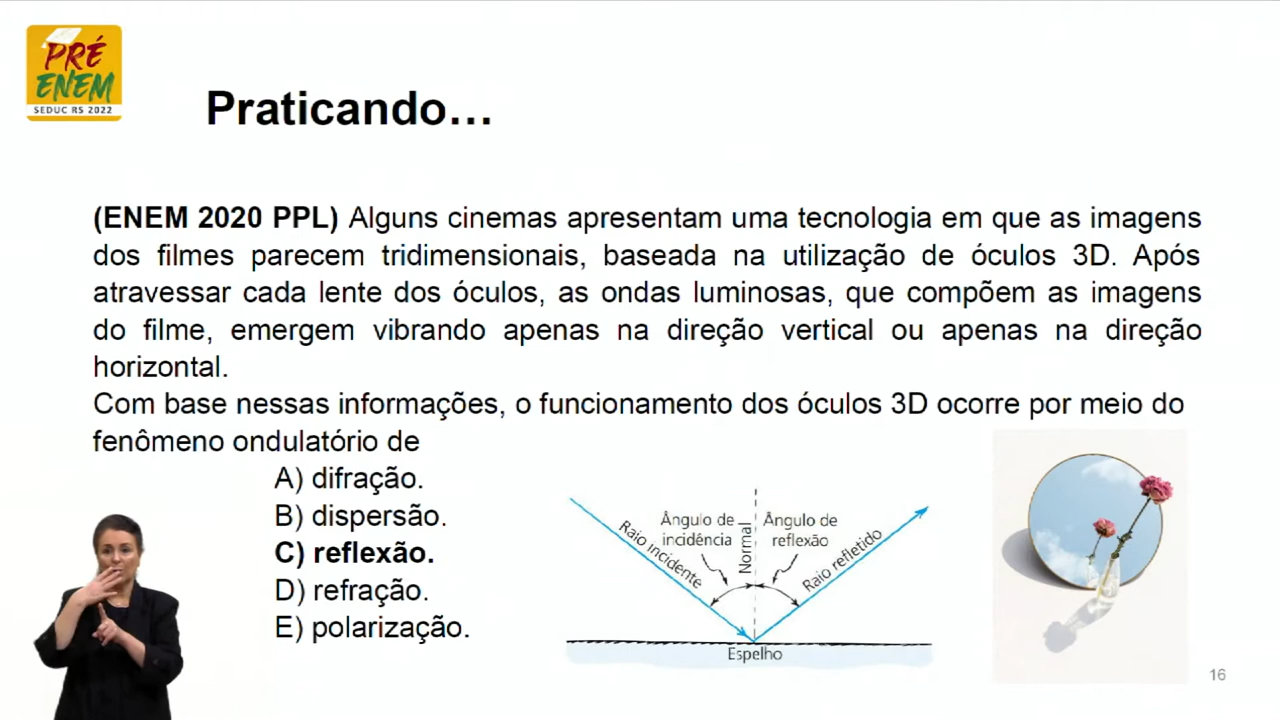 PRÉ
ENEM
SEDUC RS 2022
Praticando...
(ENEM 2020 PPL) Alguns cinemas apresentam uma tecnologia em que as imagens
dos filmes parecem tridimensionais, baseada na utilização de óculos 3D. Após
atravessar cada lente dos óculos, as ondas luminosas, que compõem as imagens
do filme, emergem vibrando apenas na direção vertical ou apenas na direção
horizontal.
Com base nessas informações, o funcionamento dos óculos 3D ocorre por meio do
fenômeno ondulatório de
A) difração.
B) dispersão.
C) reflexão.
D) refração.
E) polarização.
Raio incidente
Ângulo de
incidência
Normal
Ângulo de
reflexão
Raio refletido
Espelho
16